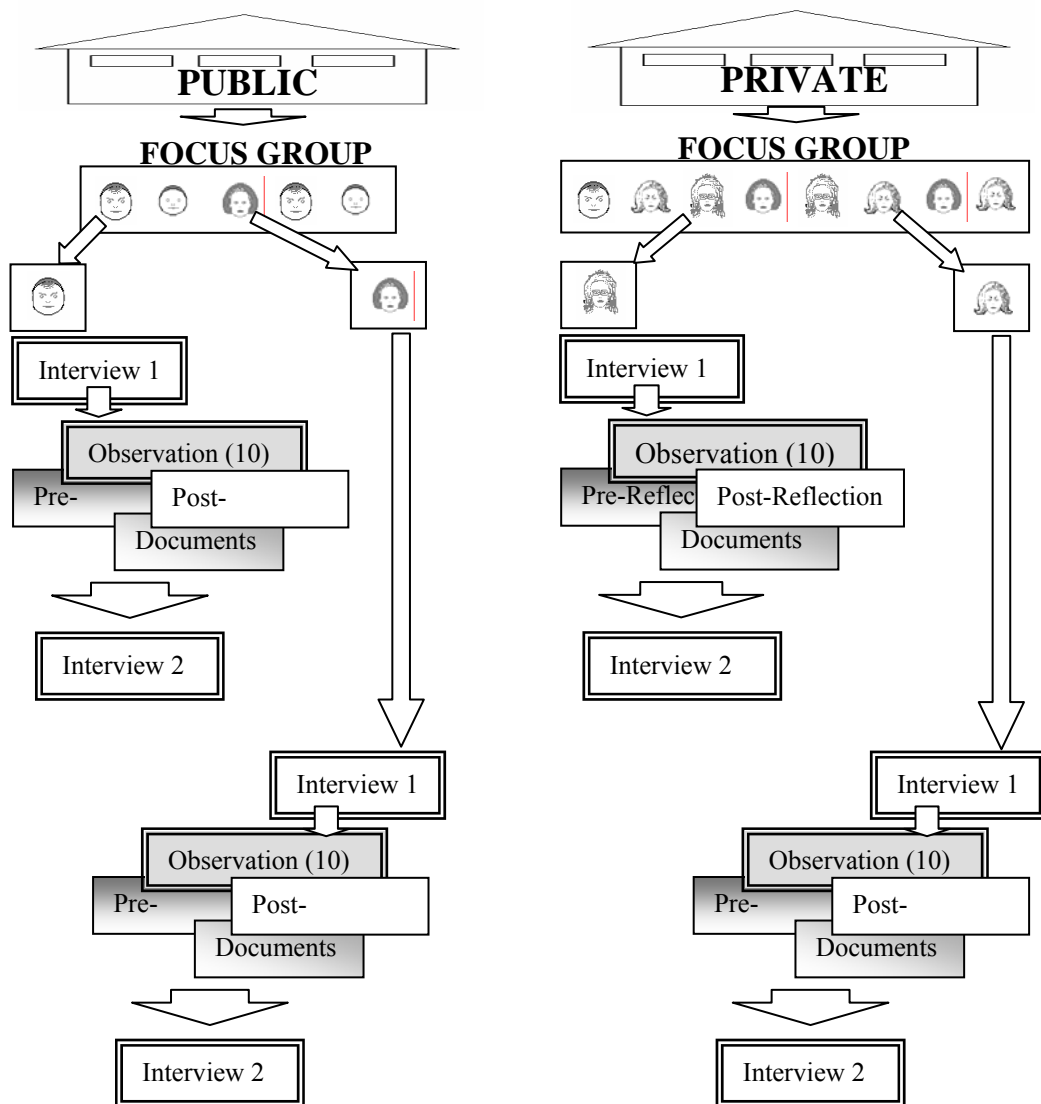 PUBLIC
FOCUS GROUP
Interview 1
Observation (10)
Pre-
Post-
Documents
Interview 2
Interview 1
Observation (10)
Pre-
Post-
Documents
Interview 2
PRIVATE
FOCUS GROUP
Interview 1
Observation (10)
Pre-Reflec
Post-Reflection
Documents
Interview 2
Interview 1
Observation (10)
Pre-
Post-
Documents
Interview 2